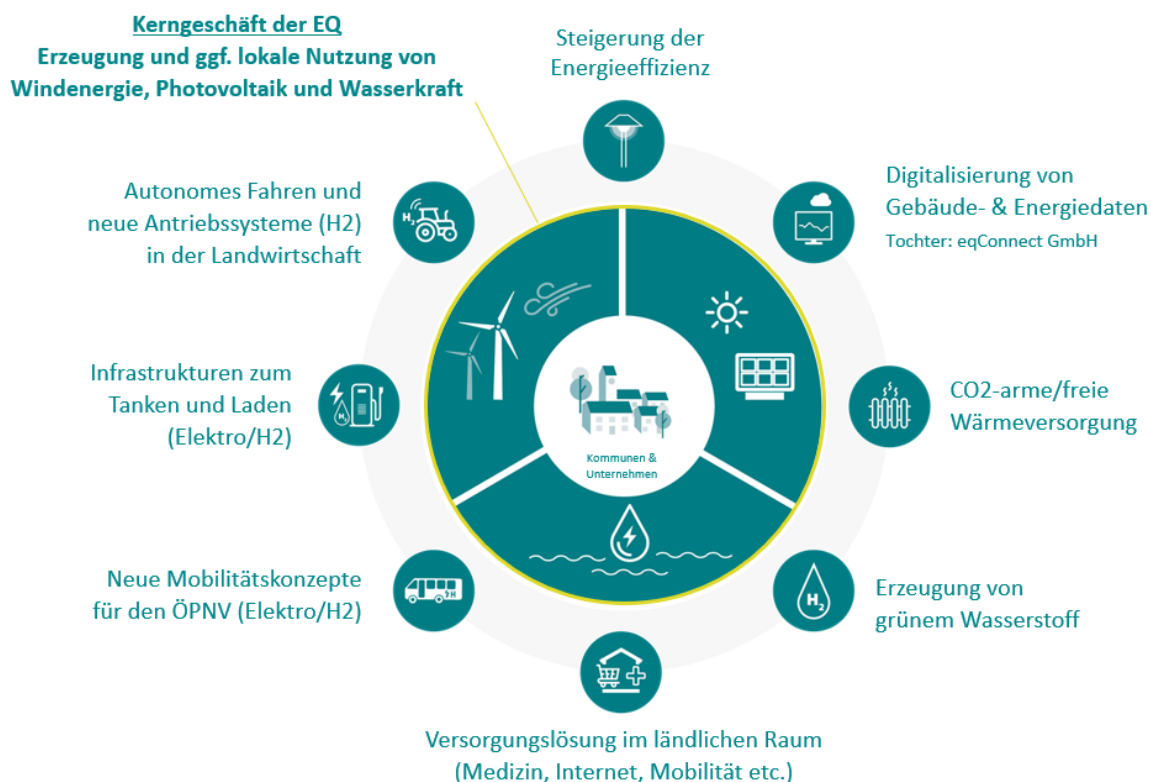 Kerngeschäft der EQ
Erzeugung und ggf. lokale Nutzung von
Windenergie, Photovoltaik und Wasserkraft
Steigerung der
Energieeffizienz
Digitalisierung von
Gebäude- & Energiedaten
Tochter: eqConnect GmbH
CO2-arme/freie
Wärmeversorgung
Erzeugung von
grünem Wasserstoff
Versorgungslösung im ländlichen Raum
(Medizin, Internet, Mobilität etc.)
Neue Mobilitätskonzepte
für den ÖPNV (Elektro/H2)
Infrastrukturen zum
Tanken und Laden
(Elektro/H2)
Autonomes Fahren und
neue Antriebssysteme (H2)
in der Landwirtschaft
Kommunen &
Unternehmen
H2
H2
H2
H